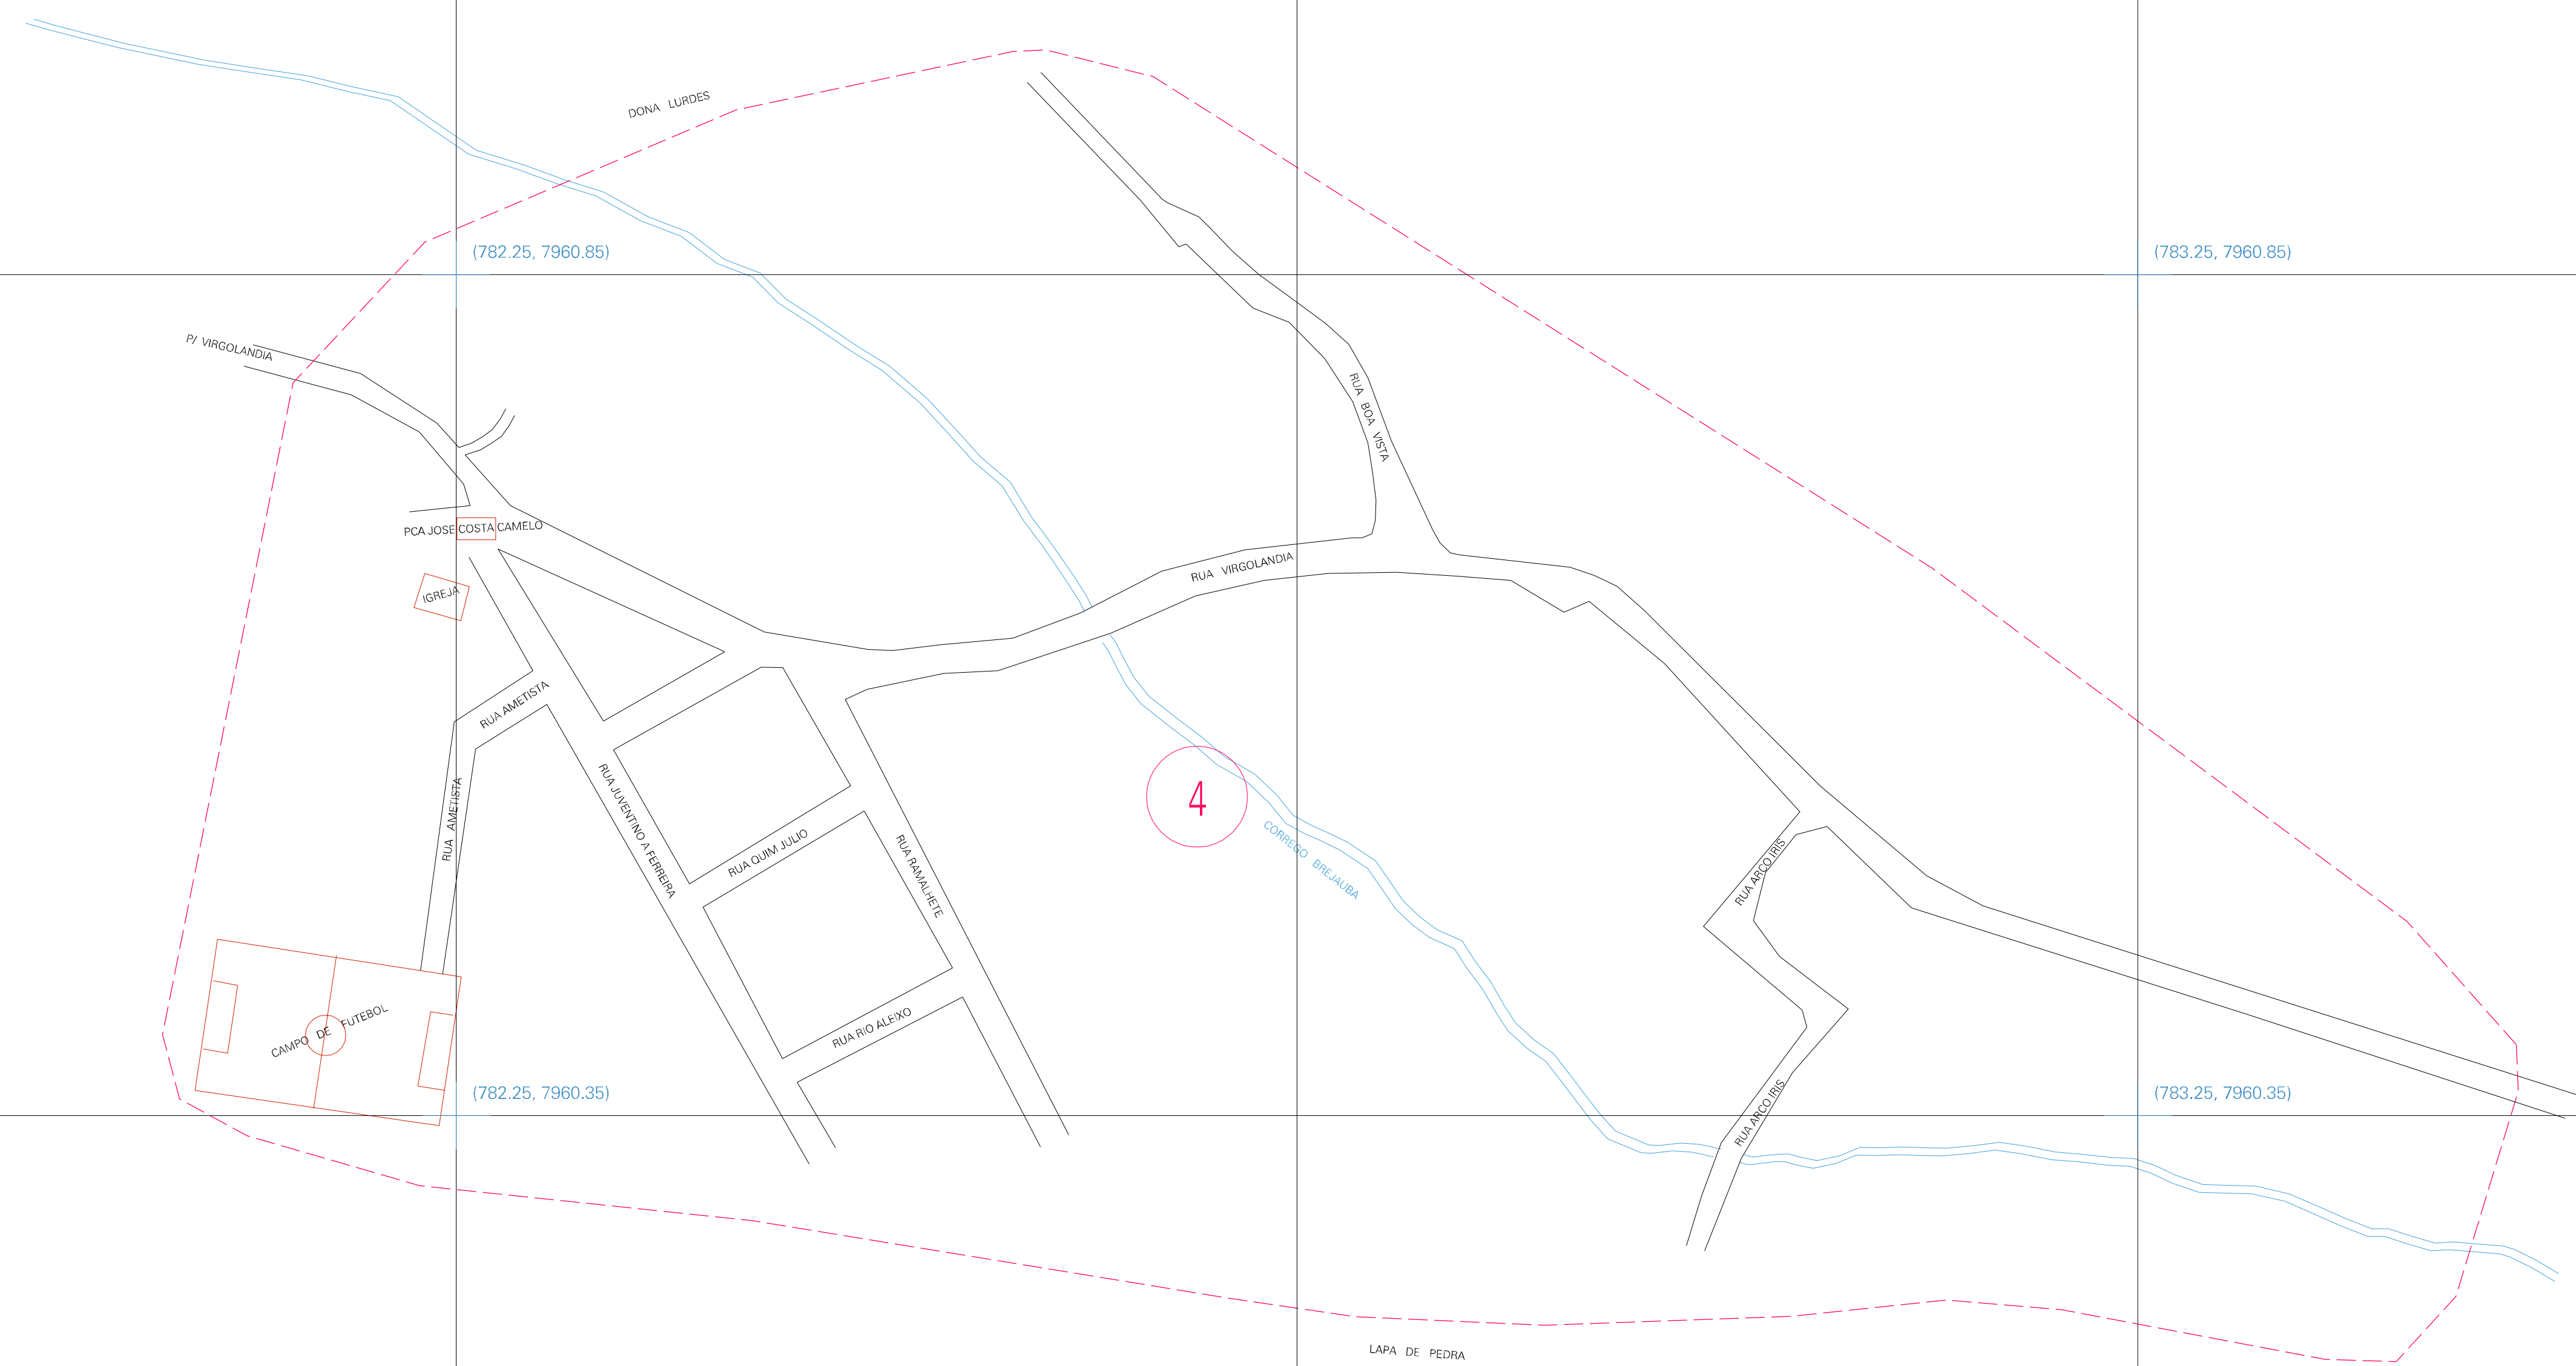 DONA LURDES
(782.25, 7960.85)
(783.25, 7960.85)
P/ VIRGOLANDIA
RUA BOA VISTA
PCA JOSE COSTA CAMELO
RUA VIRGOLANDIA
IGREJA
RUA AMETISTA
RUA AMETISTA
RUA JUVENTINO A FERREIRA
RUA QUIM JULIO
RUA RAMALHETE
4
CORREGO BREJAUBA
RUA ARCO IRIS
CAMPO DE FUTEBOL
RUA RIO ALEIXO
(782.25, 7960.35)
RUA ARCO IRIS
(783.25, 7960.35)
LAPA DE PEDRA